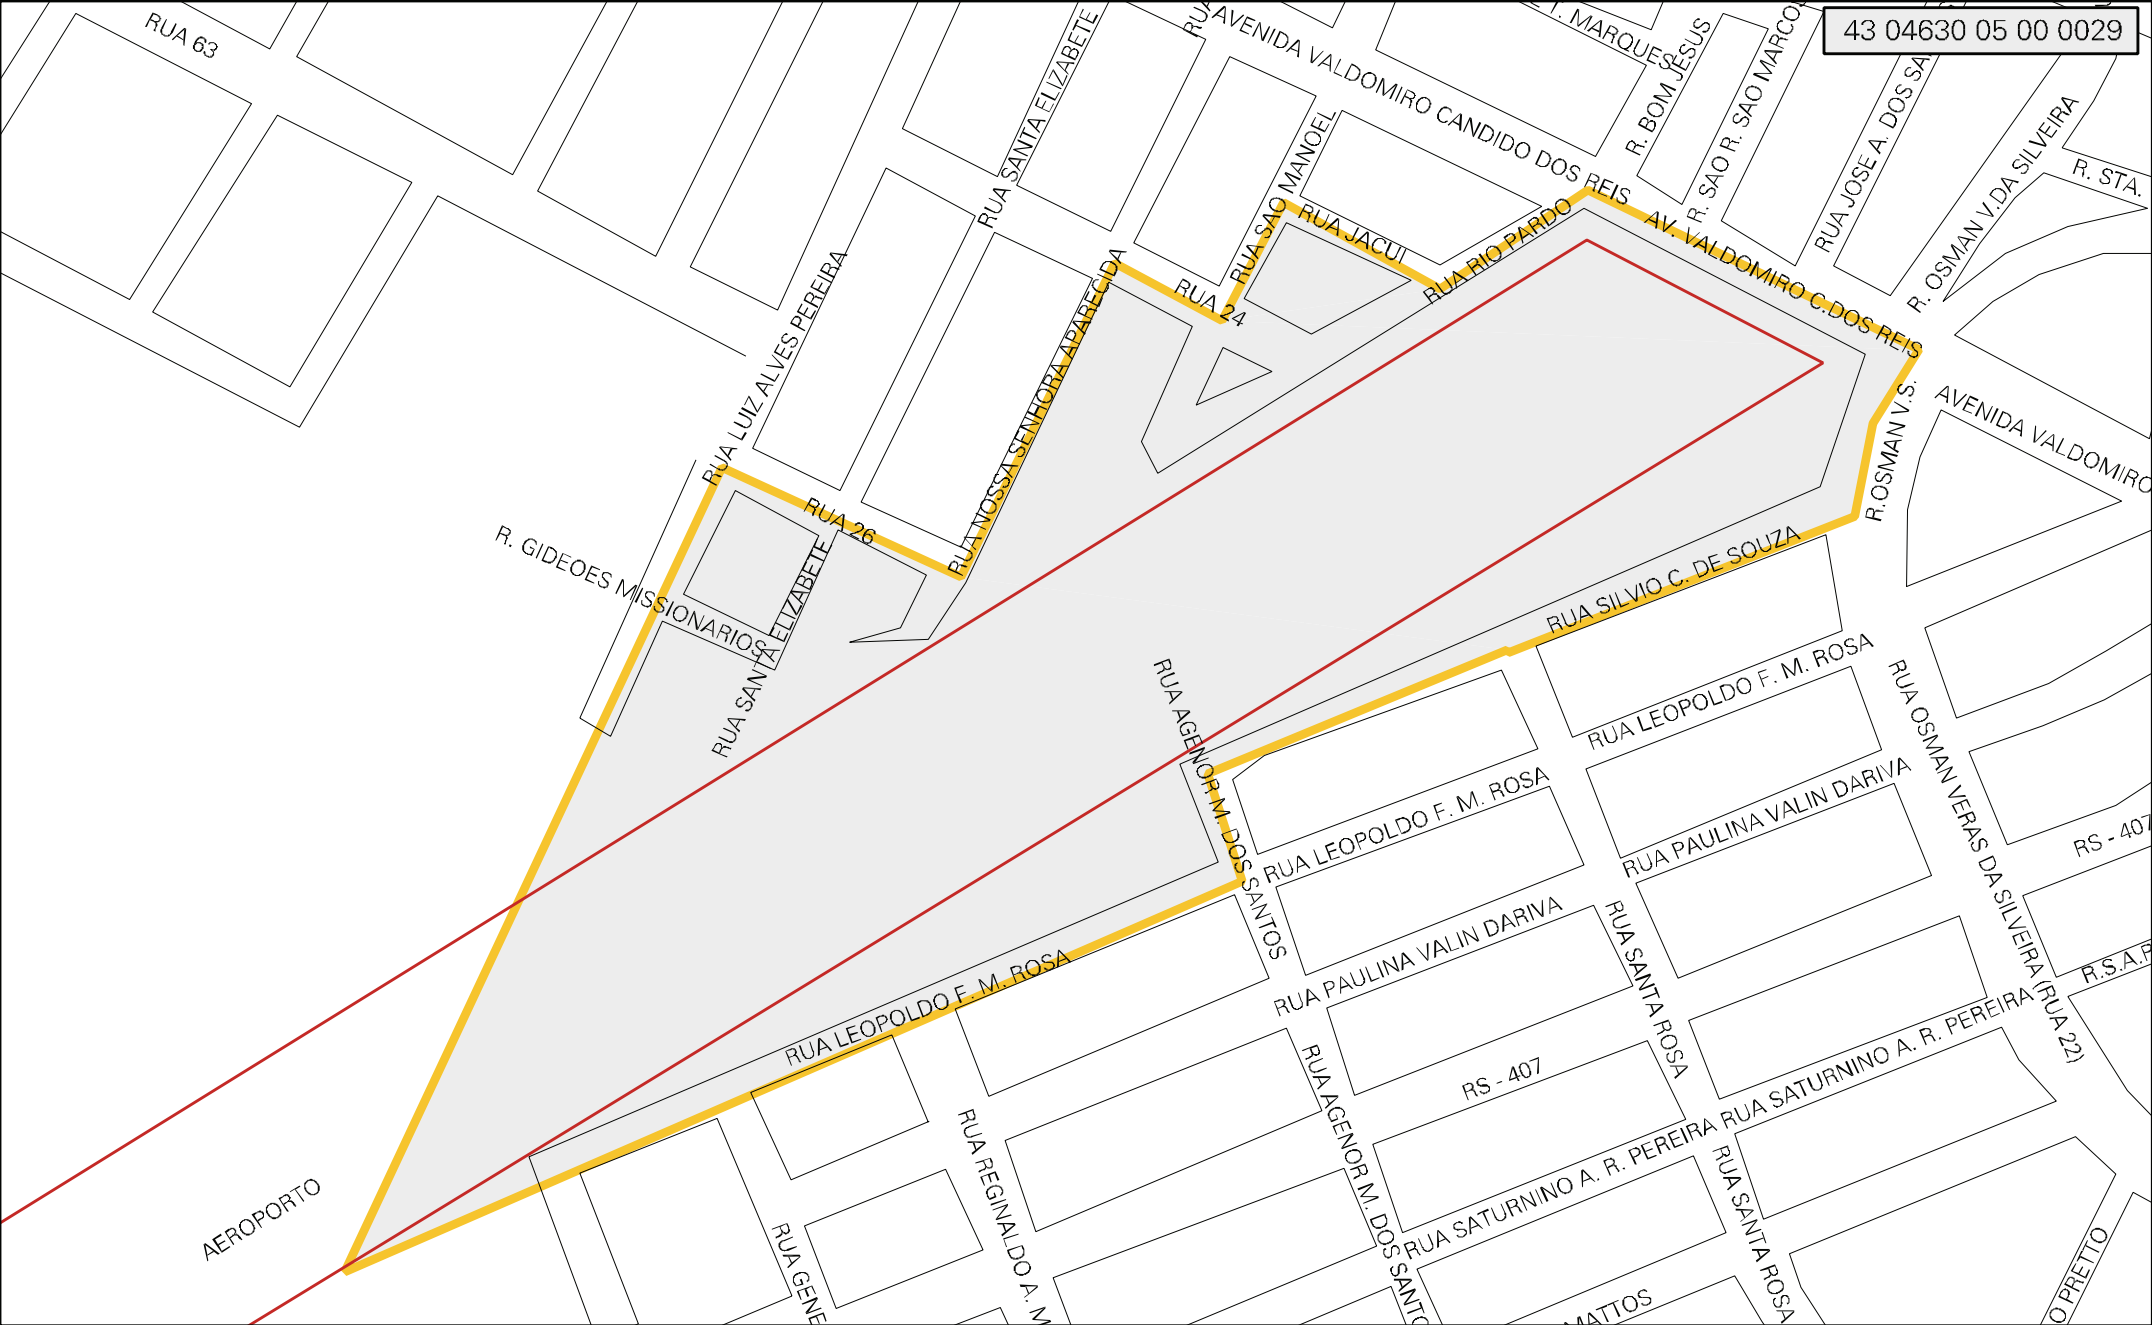 43 04630 05 00 0029
RUA 63
RUA SANTA ELIZABETE
AVENIDA VALDOMIRO CANDIDO DOS REIS
T. MARQUES
R. BOM JESUS
R. SAO R. SAO MARCO
RUA JOSE A. DOS SA
R. OSMAN V.DA SILVEIRA
R. STA.
RUA SAO MANOEL
RUA JACUI
RUA RIO PARDO
AV. VALDOMIRO C.DOS REIS
RUA 24
RUA LUIZ ALVES PEREIRA
RUA NOSSA SENHORA APARECIDA
R.OSMAN V.S.
AVENIDA VALDOMIRO
RUA 26
R. GIDEOES MISSIONARIOS
RUA SANTA ELIZABETE
RUA SILVIO C. DE SOUZA
RUA AGENOR M. DOS SANTOS
RUA LEOPOLDO F. M. ROSA
RUA LEOPOLDO F. M. ROSA
RUA PAULINA VALIN DARIVA
RUA OSMAN VERAS DA SILVEIRA (RUA 22)
RS - 407
RUA PAULINA VALIN DARIVA
RUA SANTA ROSA
R.S.A.R
RUA LEOPOLDO F. M. ROSA
RUA SATURNINO A. R. PEREIRA
RS - 407
RUA AGENOR M. DOS SANTO
RUA SATURNINO A. R. PEREIRA
RUA REGINALDO A. M
RUA SANTA ROSA
AEROPORTO
RUA GENE
MATTOS
O PRETTO